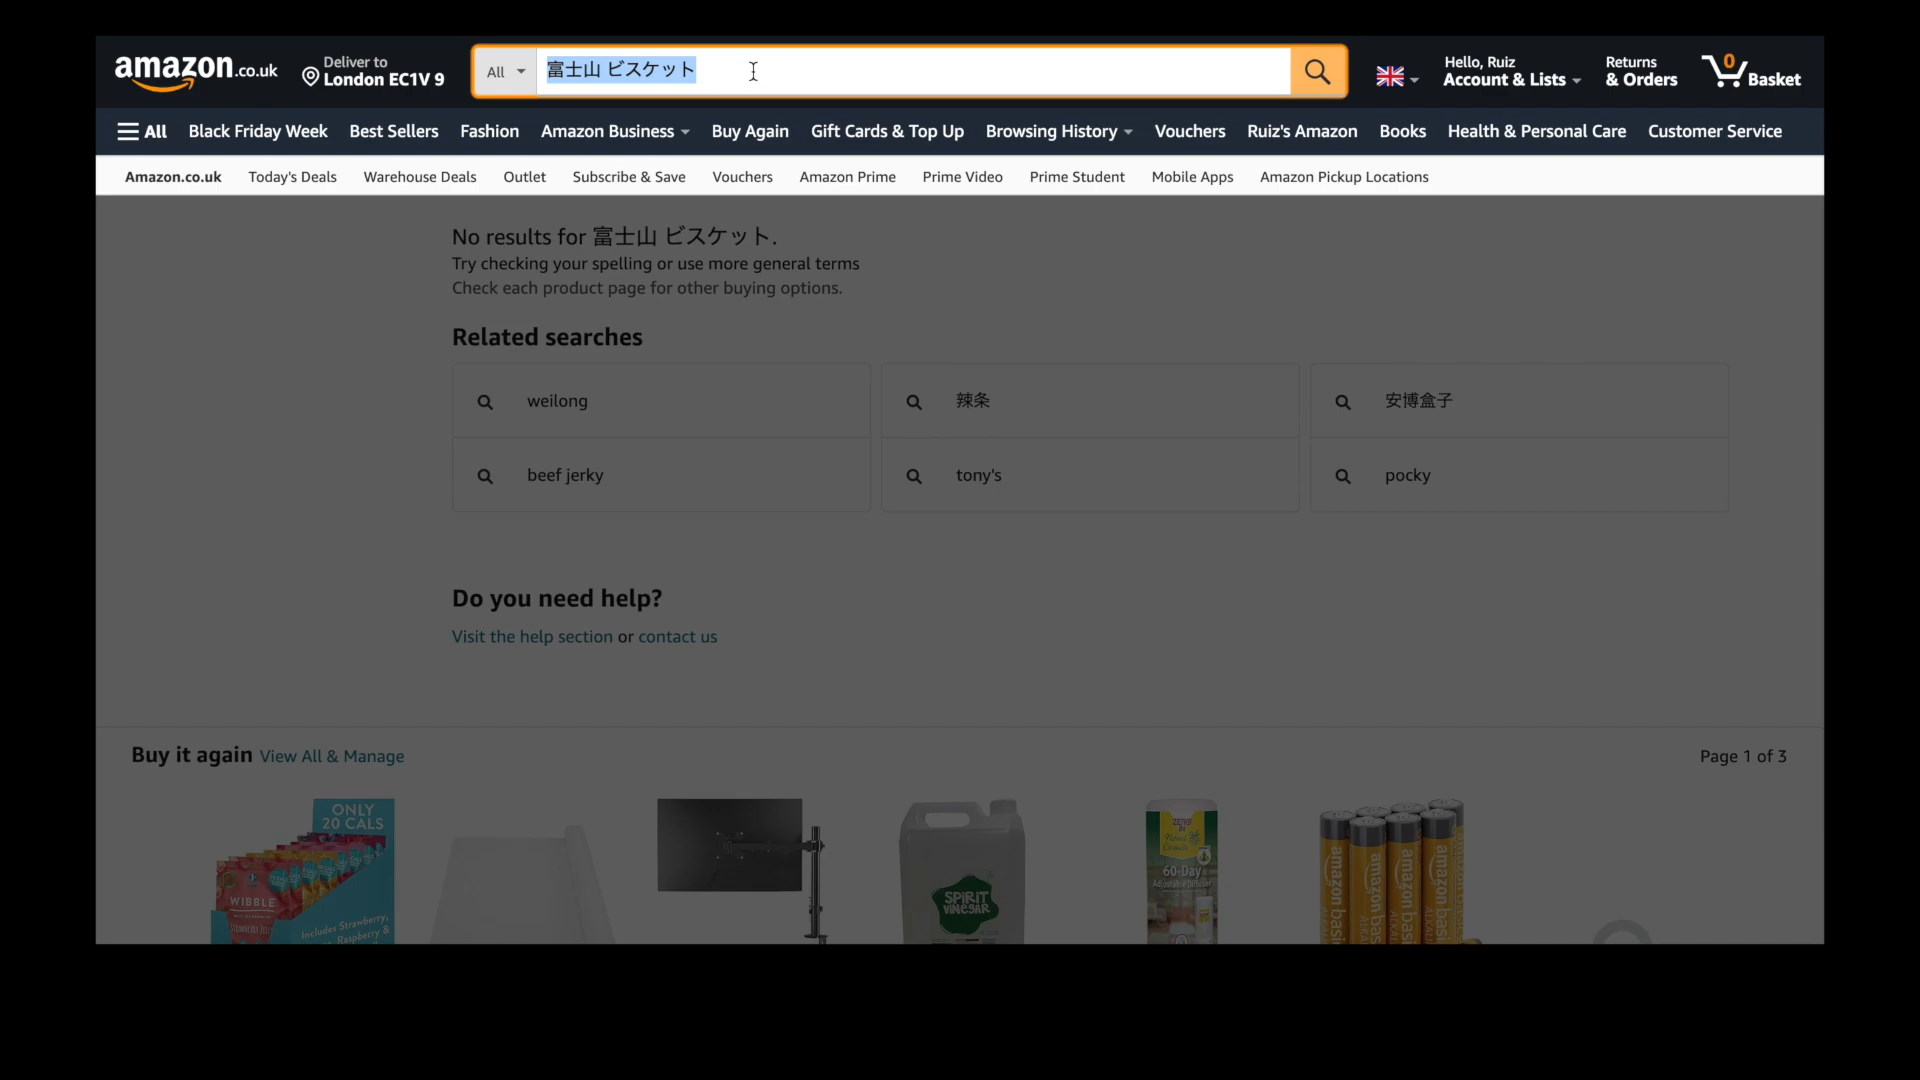 amazon.co.uk
Deliver to
London EC1V 9
All
富士山 ビスケット
Hello, Ruiz
Account & Lists
Returns
& Orders
0
Basket
All
Black Friday Week
Best Sellers
Fashion
Amazon Business
Buy Again
Gift Cards & Top Up
Browsing History
Vouchers
Ruiz's Amazon
Books
Health & Personal Care
Customer Service
Amazon.co.uk
Today's Deals
Warehouse Deals
Outlet
Subscribe & Save
Vouchers
Amazon Prime
Prime Video
Prime Student
Mobile Apps
Amazon Pickup Locations
No results for 富士山 ビスケット.
Try checking your spelling or use more general terms
Check each product page for other buying options.
Related searches
weilong
辣条
安博盒子
beef jerky
tony's
pocky
Do you need help?
Visit the help section or contact us
Buy it again View All & Manage
Page 1 of 3
ONLY
20 CALS
WIBBLE
Includes Strawberry,
Raspberry &
SPIRIT
VINEGAR
ZERO
IN
60-Day
amazon basi
amazon basi
amazon basi